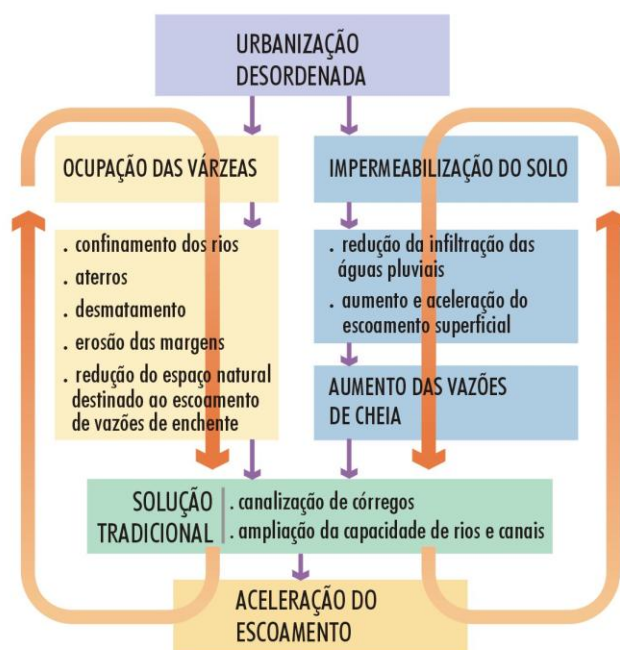 URBANIZAÇÃO
DESORDENADA
OCUPAÇÃO DAS VÁRZEAS
. confinamento dos rios
. aterros
. desmatamento
. erosão das margens
. redução do espaço natural
destinado ao escoamento
de vazões de enchente
IMPERMEABILIZAÇÃO DO SOLO
. redução da infiltração das
águas pluviais
. aumento e aceleração do
escoamento superficial
AUMENTO DAS VAZÕES
DE CHEIA
SOLUÇÃO
TRADICIONAL
. canalização de córregos
. ampliação da capacidade de rios e canais
ACELERAÇÃO DO
ESCOAMENTO